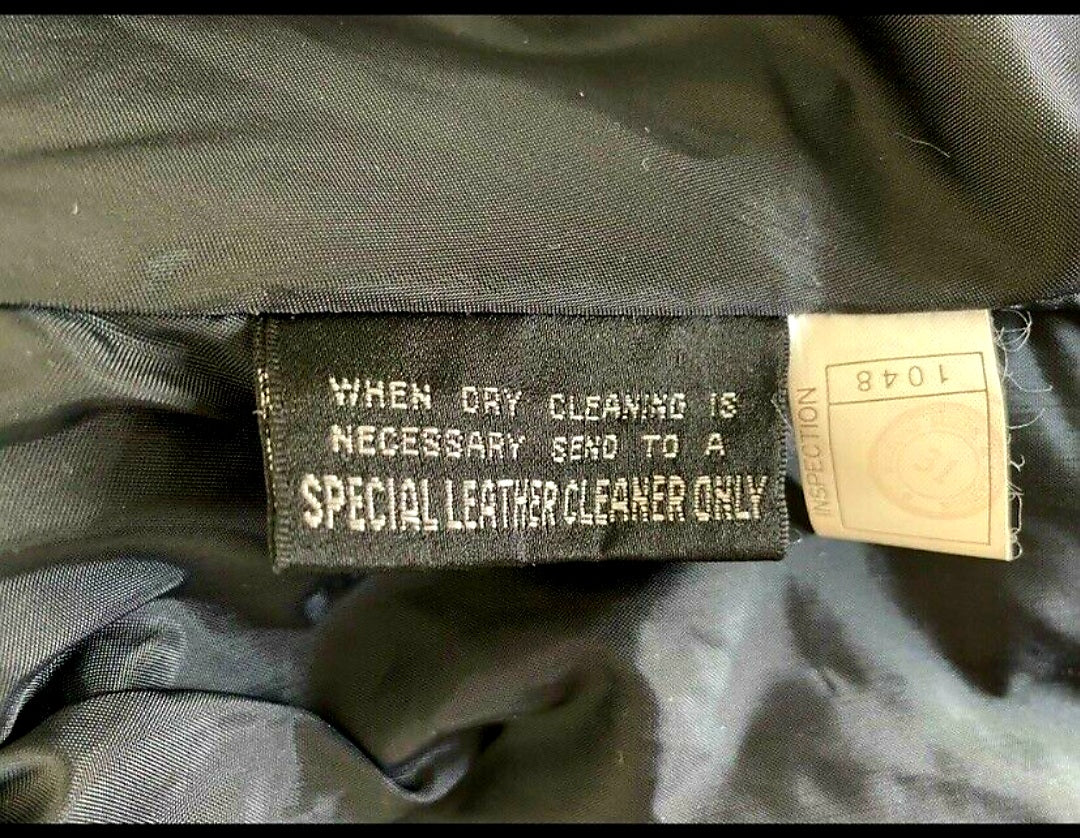 WHEN DRY CLEANING IS
NECESSARY SEND TO A
SPECIAL LEATHER CLEANER ONLY
INSPECTION
1048